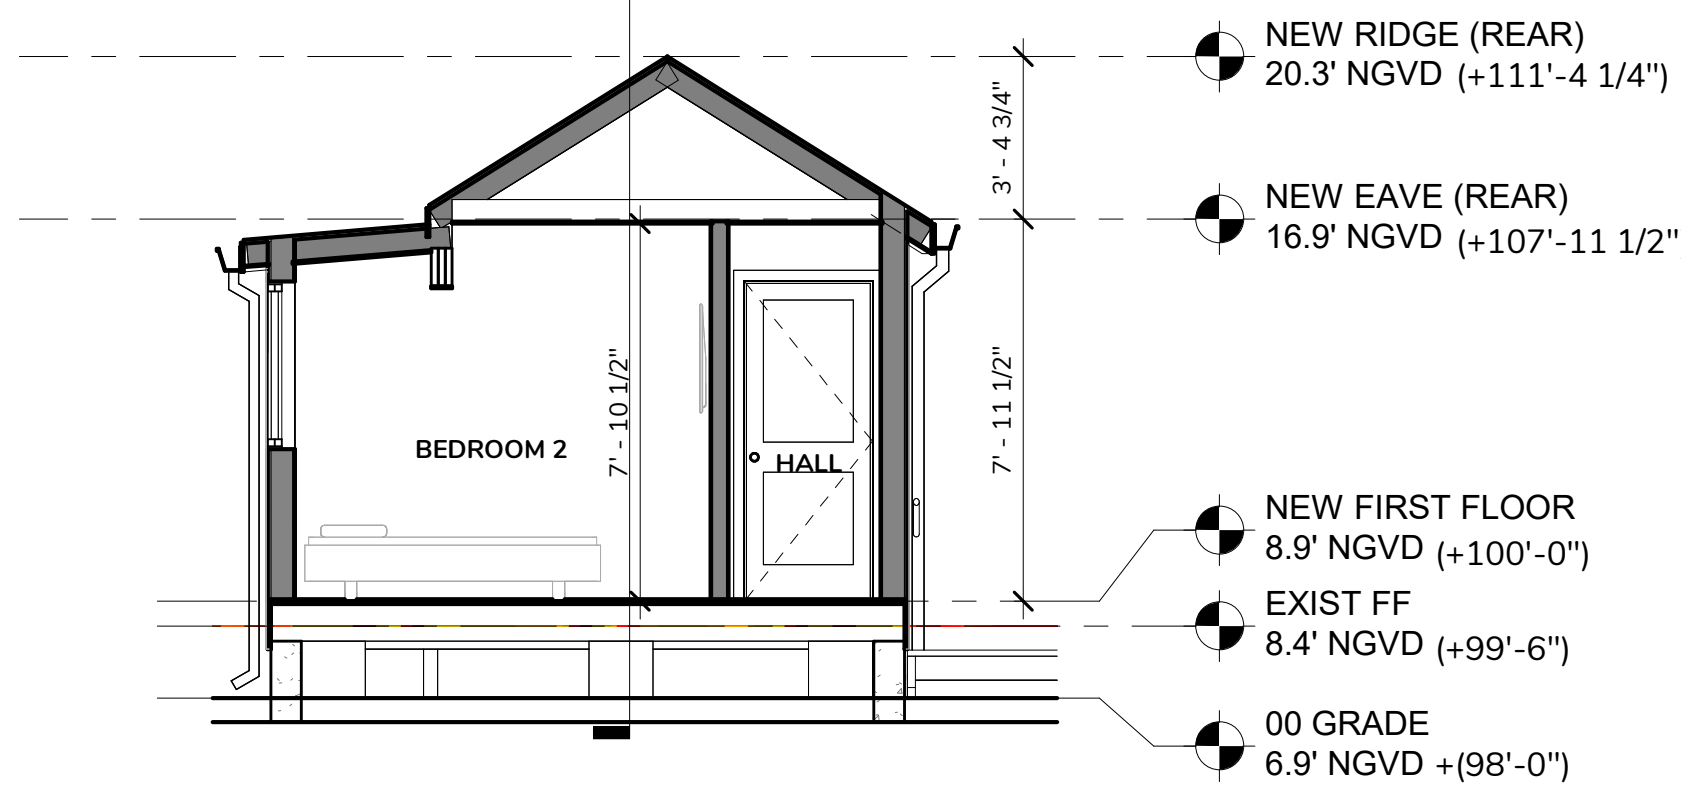 NEW RIDGE (REAR)
20.3' NGVD (+111'-4 1/4")
3' - 4 3/4"
NEW EAVE (REAR)
16.9' NGVD (+107'-11 1/2"
7' - 10 1/2"
7' - 11 1/2"
BEDROOM 2
HALL
NEW FIRST FLOOR
8.9' NGVD (+100'-0")
EXIST FF
8.4' NGVD (+99'-6")
00 GRADE
6.9' NGVD +(98'-0")